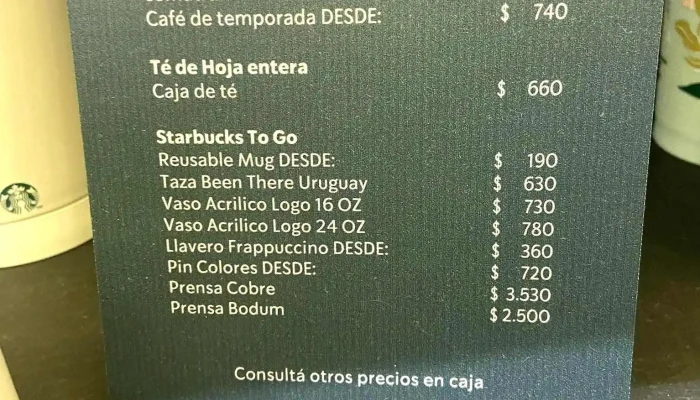 Café de temporada DESDE: $ 740
Té de Hoja entera
Caja de té $ 660
Starbucks To Go
Reusable Mug DESDE: $ 190
Taza Been There Uruguay $ 630
Vaso Acrilico Logo 16 OZ $ 730
Vaso Acrilico Logo 24 OZ $ 780
Llavero Frappuccino DESDE: $ 360
Pin Colores DESDE: $ 720
Prensa Cobre $ 3.530
Prensa Bodum $ 2.500
Consultá otros precios en caja